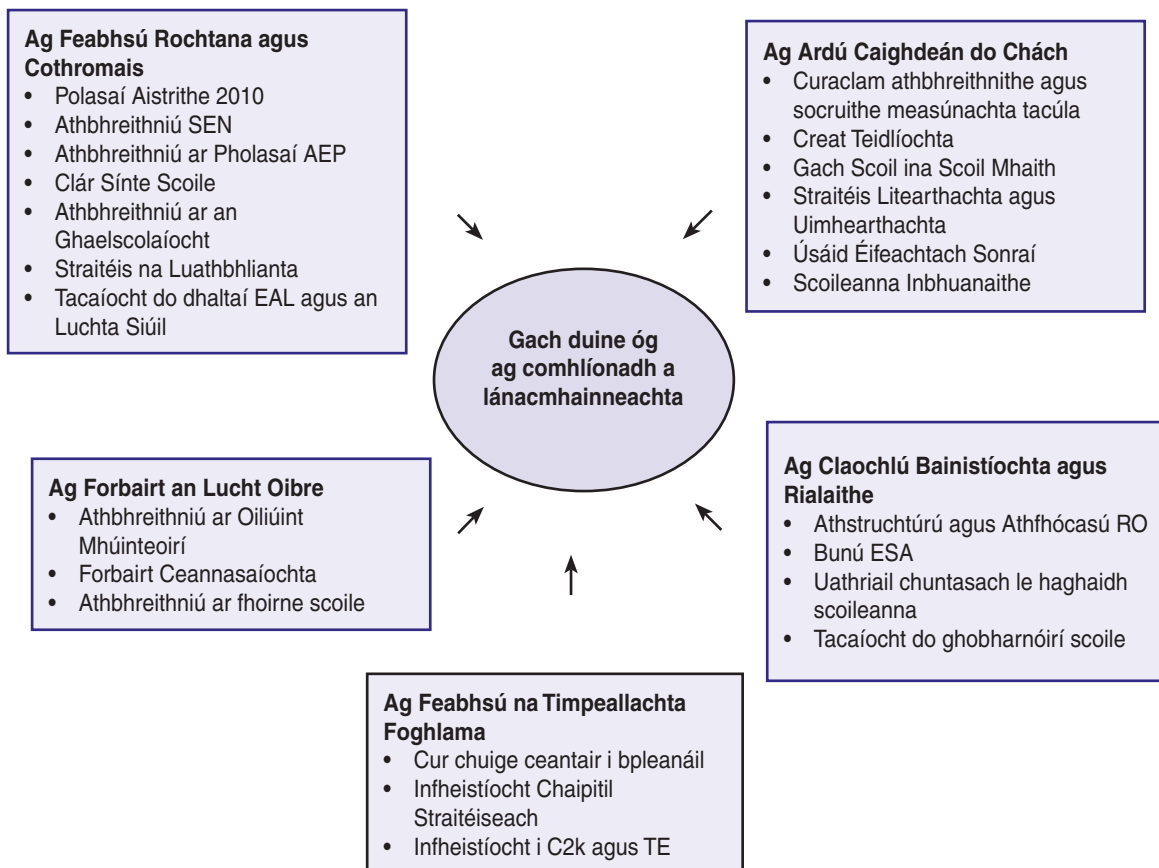 Ag Feabhsú Rochtana agus
Cothromais
• Polasaí Aistrithe 2010
• Athbhreithniú SEN
• Athbhreithniú ar Pholasaí AEP
• Clár Sínte Scoile
• Athbhreithniú ar an
Ghaelscolaíocht
• Straitéis na Luathbhlianta
• Tacaíocht do dhaltaí EAL agus an
Luchta Siúil
Ag Ardú Caighdeán do Chách
• Curaclam athbhreithnithe agus
socruithe measúnachta tacúla
• Creat Teidlíochta
• Gach Scoil ina Scoil Mhaith
• Straitéis Litearthachta agus
Uimhearthachta
• Úsáid Éifeachtach Sonraí
• Scoileanna Inbhuanaithe
Gach duine óg
ag comhlíonadh a
lánacmhainneachta
Ag Forbairt an Lucht Oibre
• Athbhreithniú ar Oiliúint
Mhúinteoirí
• Forbairt Ceannasaíochta
• Athbhreithniú ar fhoirne scoile
Ag Claochlú Bainistíochta agus
Rialaithe
• Athstruchtúrú agus Athfhócasú RO
• Bunú ESA
• Uathriail chuntasach le haghaidh
scoileanna
• Tacaíocht do ghobharnóirí scoile
Ag Feabhsú na Timpeallachta
Foghlama
• Cur chuige ceantair i bpleanáil
• Infheistíocht Chaipitil
Straitéiseach
• Infheistíocht i C2k agus TE